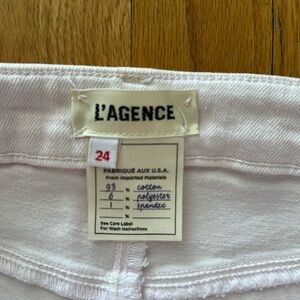 L'AGENCE
24
FABRIQUÉ AUX U.S.A.
From Imported Materials
93 % cotton
6 % polyester
1 % spandex
%
See Care Label
For Wash Instructions